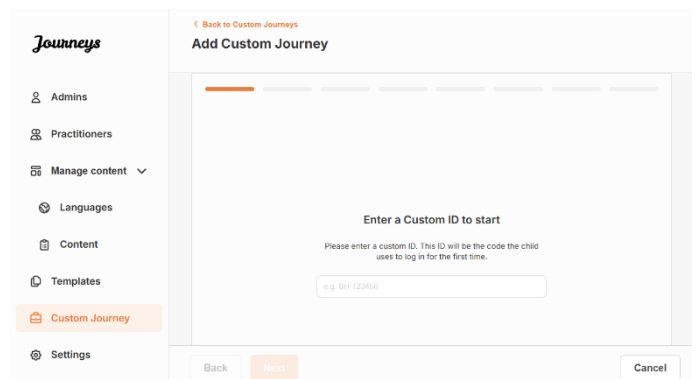 Journeys
Admins
Practitioners
Manage content
Languages
Content
Templates
Custom Journey
Settings
< Back to Custom Journeys
Add Custom Journey
Enter a Custom ID to start
Please enter a custom ID. This ID will be the code the child
uses to log in for the first time.
e.g. BH-123456
Back
Next
Cancel